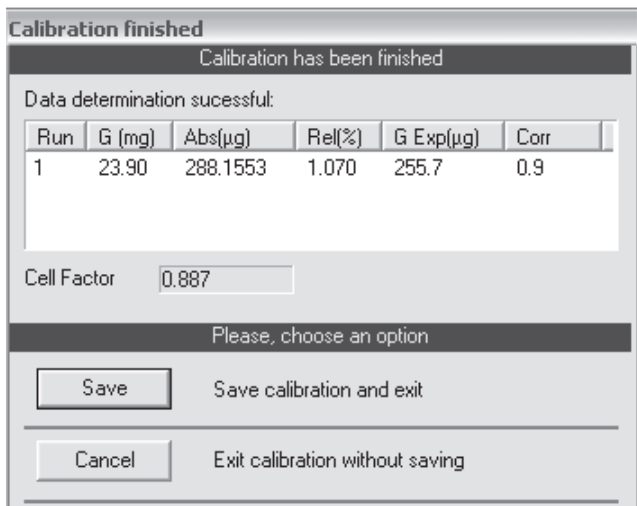 Calibration finished
Calibration has been finished
Data determination sucessful:
Run G (mg) Abs(µg) Rel(%) G Exp(µg) Corr
1 23.90 288.1553 1.070 255.7 0.9
Cell Factor 0.887
Please, choose an option
Save Save calibration and exit
Cancel Exit calibration without saving